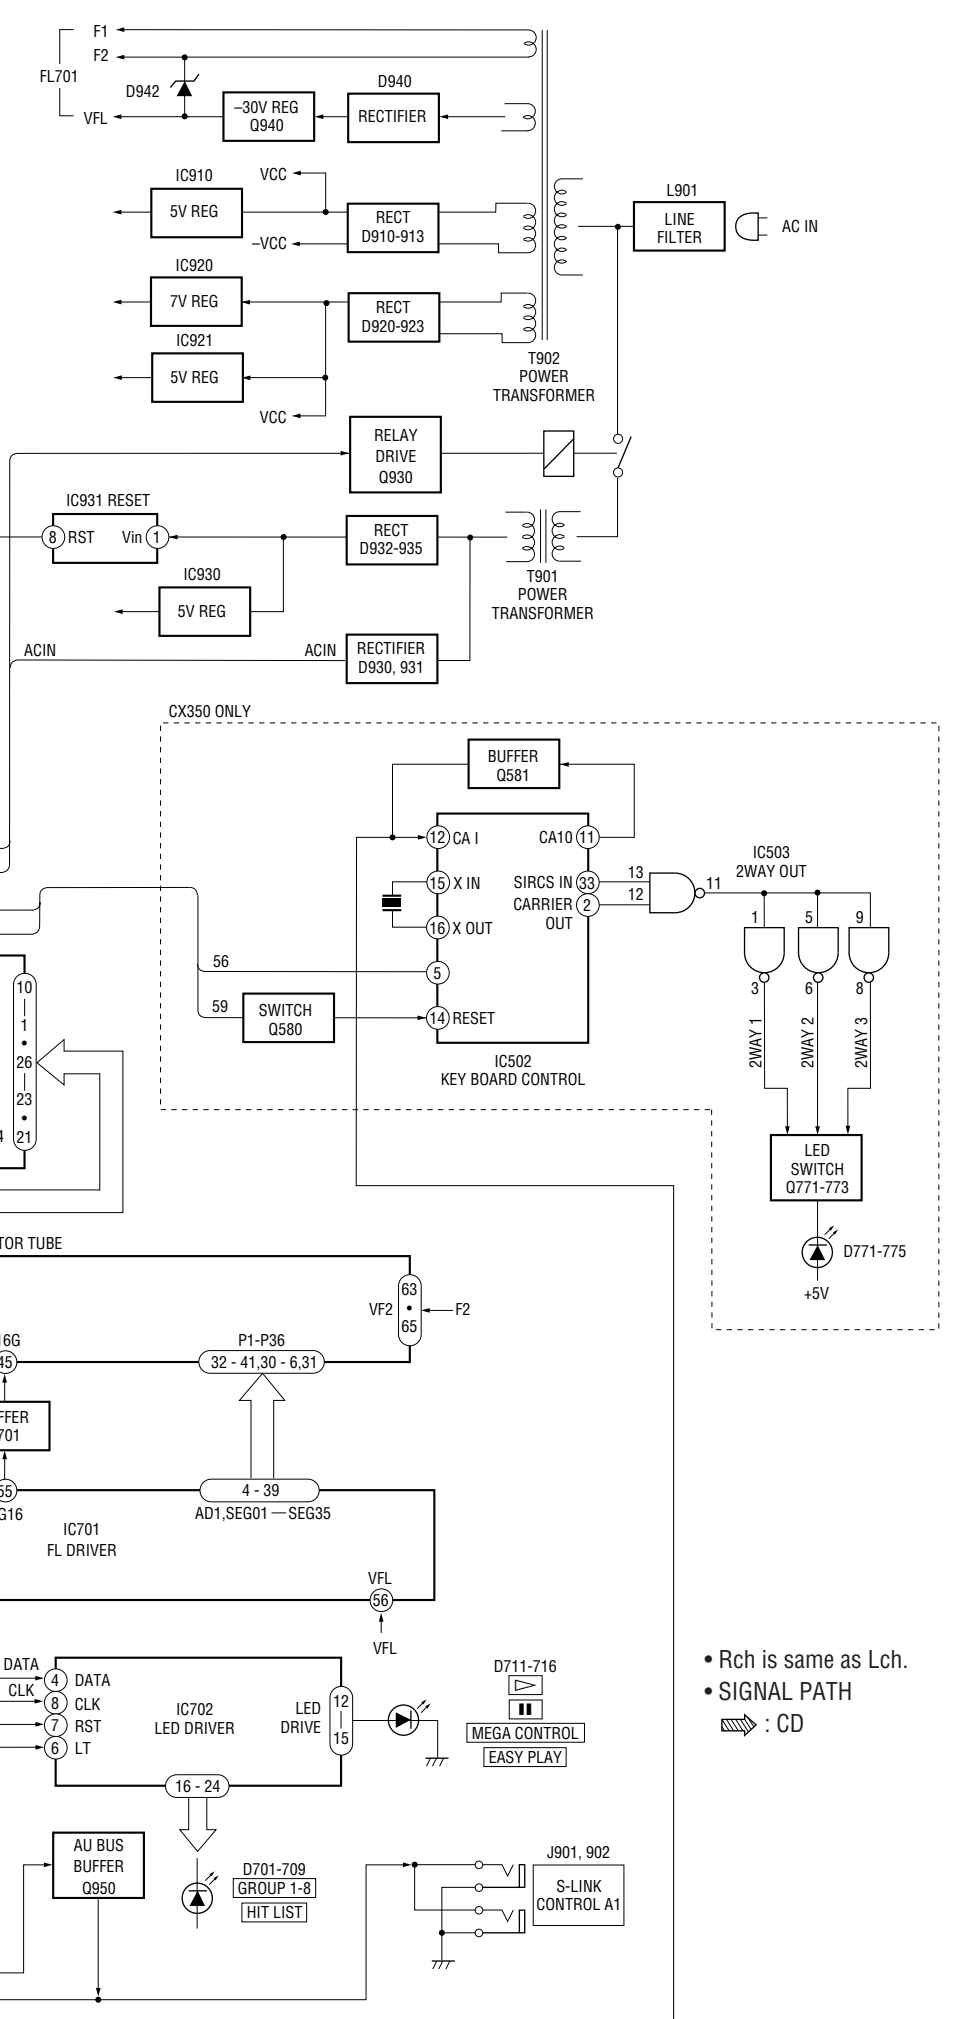 F1
F2
FL701
D942
D940
VFL
–30V REG
Q940
RECTIFIER
IC910
VCC
L901
5V REG
RECT
D910-913
LINE
FILTER
AC IN
–VCC
IC920
7V REG
RECT
D920-923
IC921
5V REG
T902
POWER
TRANSFORMER
VCC
RELAY
DRIVE
Q930
IC931 RESET
8 RST
Vin 1
RECT
D932-935
IC930
5V REG
T901
POWER
TRANSFORMER
ACIN
ACIN
RECTIFIER
D930, 931
CX350 ONLY
BUFFER
Q581
12 CA I
CA10 11
IC503
2WAY OUT
15 X IN
SIRCS IN 33
13
11
CARRIER
OUT
2
12
16 X OUT
1
5
9
56
5
3
6
8
59
SWITCH
Q580
14 RESET
2WAY 1
2WAY 2
2WAY 3
IC502
KEY BOARD CONTROL
10
1
26
23
21
4
LED
SWITCH
Q771-773
D771-775
+5V
TOR TUBE
63
VF2
F2
65
16G
P1-P36
45
32 - 41,30 - 6,31
FFER
701
55
4 - 39
G16
AD1,SEG01 — SEG35
IC701
FL DRIVER
VFL
56
VFL
• Rch is same as Lch.
• SIGNAL PATH
: CD
DATA
4 DATA
CLK
8 CLK
7 RST
6 LT
IC702
LED DRIVER
LED
DRIVE
12
15
D711-716
MEGA CONTROL
EASY PLAY
16 - 24
AU BUS
BUFFER
Q950
D701-709
GROUP 1-8
HIT LIST
J901, 902
S-LINK
CONTROL A1